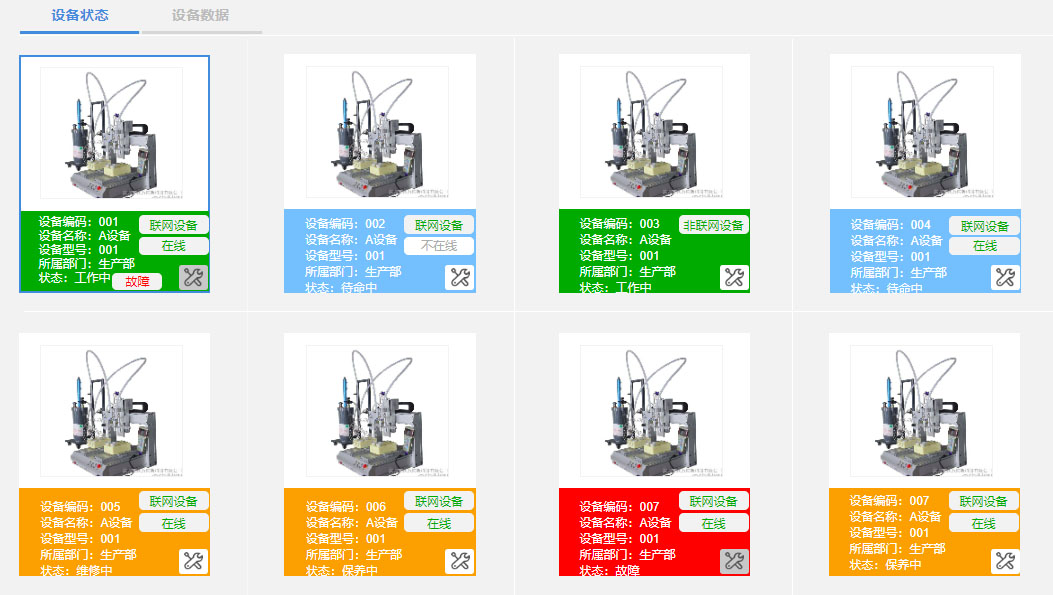 设备状态
设备数据
设备编码：001
联网设备
设备名称：A设备
在线
设备型号：001
所属部门：生产部
状态：工作中
故障
设备编码：002
联网设备
设备名称：A设备
不在线
设备型号：001
所属部门：生产部
状态：待命中
设备编码：003
非联网设备
设备名称：A设备
设备型号：001
所属部门：生产部
状态：工作中
设备编码：004
联网设备
设备名称：A设备
在线
设备型号：001
所属部门：生产部
状态：待命中
设备编码：005
联网设备
设备名称：A设备
在线
设备型号：001
所属部门：生产部
状态：维修中
设备编码：006
联网设备
设备名称：A设备
在线
设备型号：001
所属部门：生产部
状态：保养中
设备编码：007
联网设备
设备名称：A设备
在线
设备型号：001
所属部门：生产部
状态：故障
设备编码：007
联网设备
设备名称：A设备
在线
设备型号：001
所属部门：生产部
状态：保养中